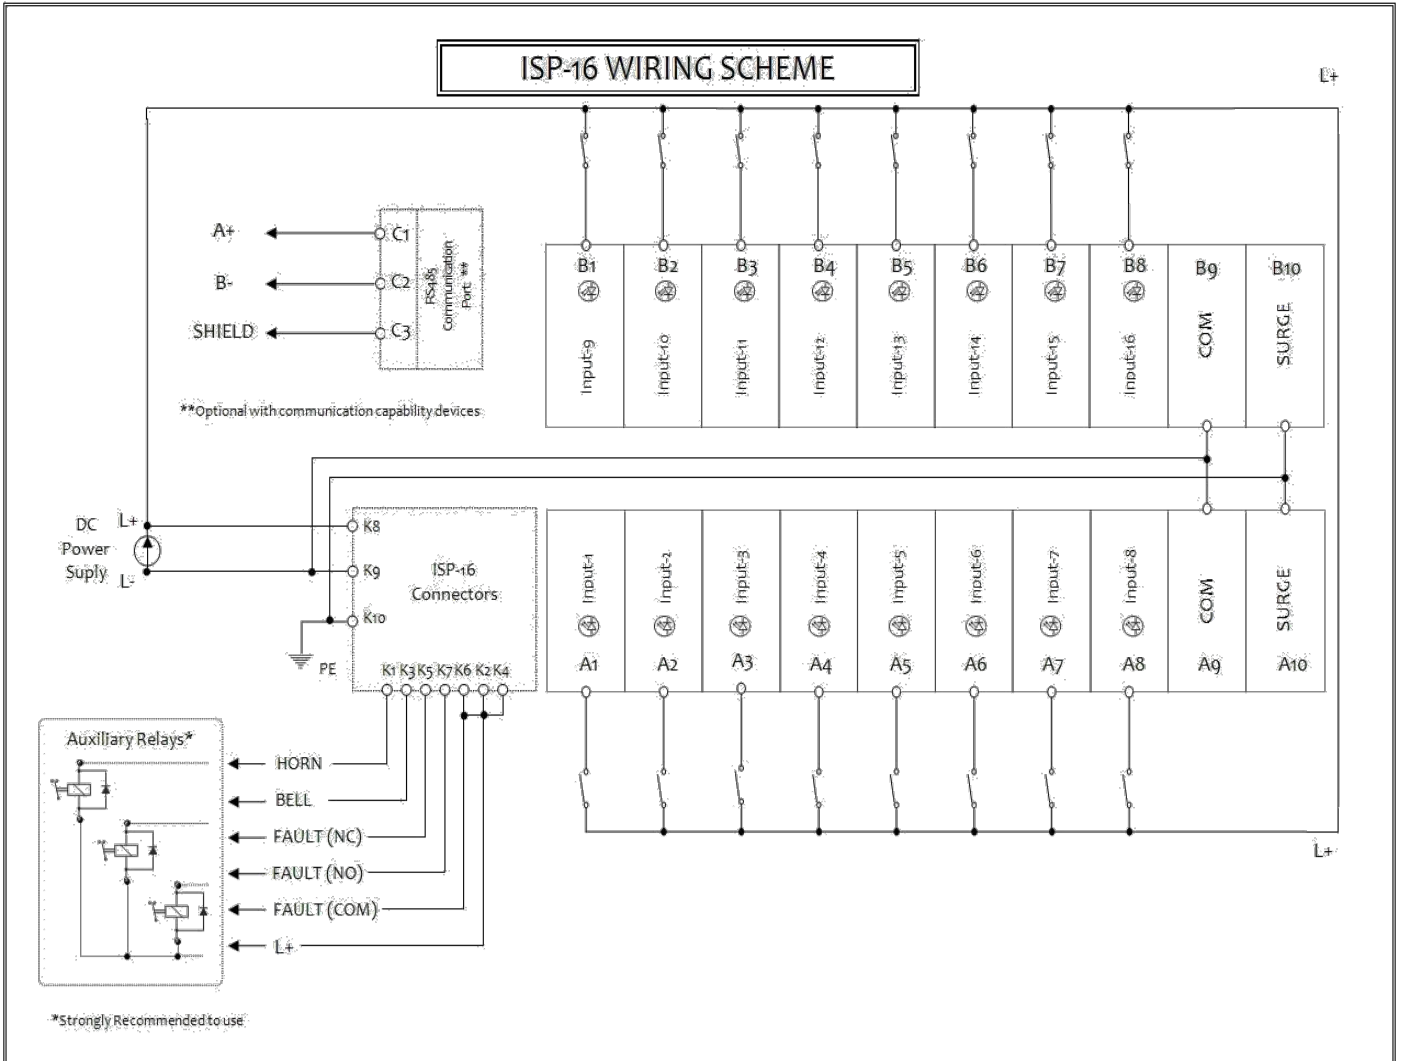 ISP-16 WIRING SCHEME
L+
A+
C1
B-
C2
SHIELD
C3
RS485
Communication
Port **
**Optional with communication capability devices
B1
B2
B3
B4
B5
B6
B7
B8
B9
B10
Input-9
Input-10
Input-11
Input-12
Input-13
Input-14
Input-15
Input-16
COM
SURGE
DC
Power
Suply
L+
L-
K8
K9
K10
ISP-16
Connectors
PE
K1 K3 K5 K7 K6 K2 K4
Input-1
Input-2
Input-3
Input-4
Input-5
Input-6
Input-7
Input-8
COM
SURGE
A1
A2
A3
A4
A5
A6
A7
A8
A9
A10
Auxiliary Relays*
HORN
BELL
FAULT (NC)
FAULT (NO)
FAULT (COM)
L+
L+
*Strongly Recommended to use